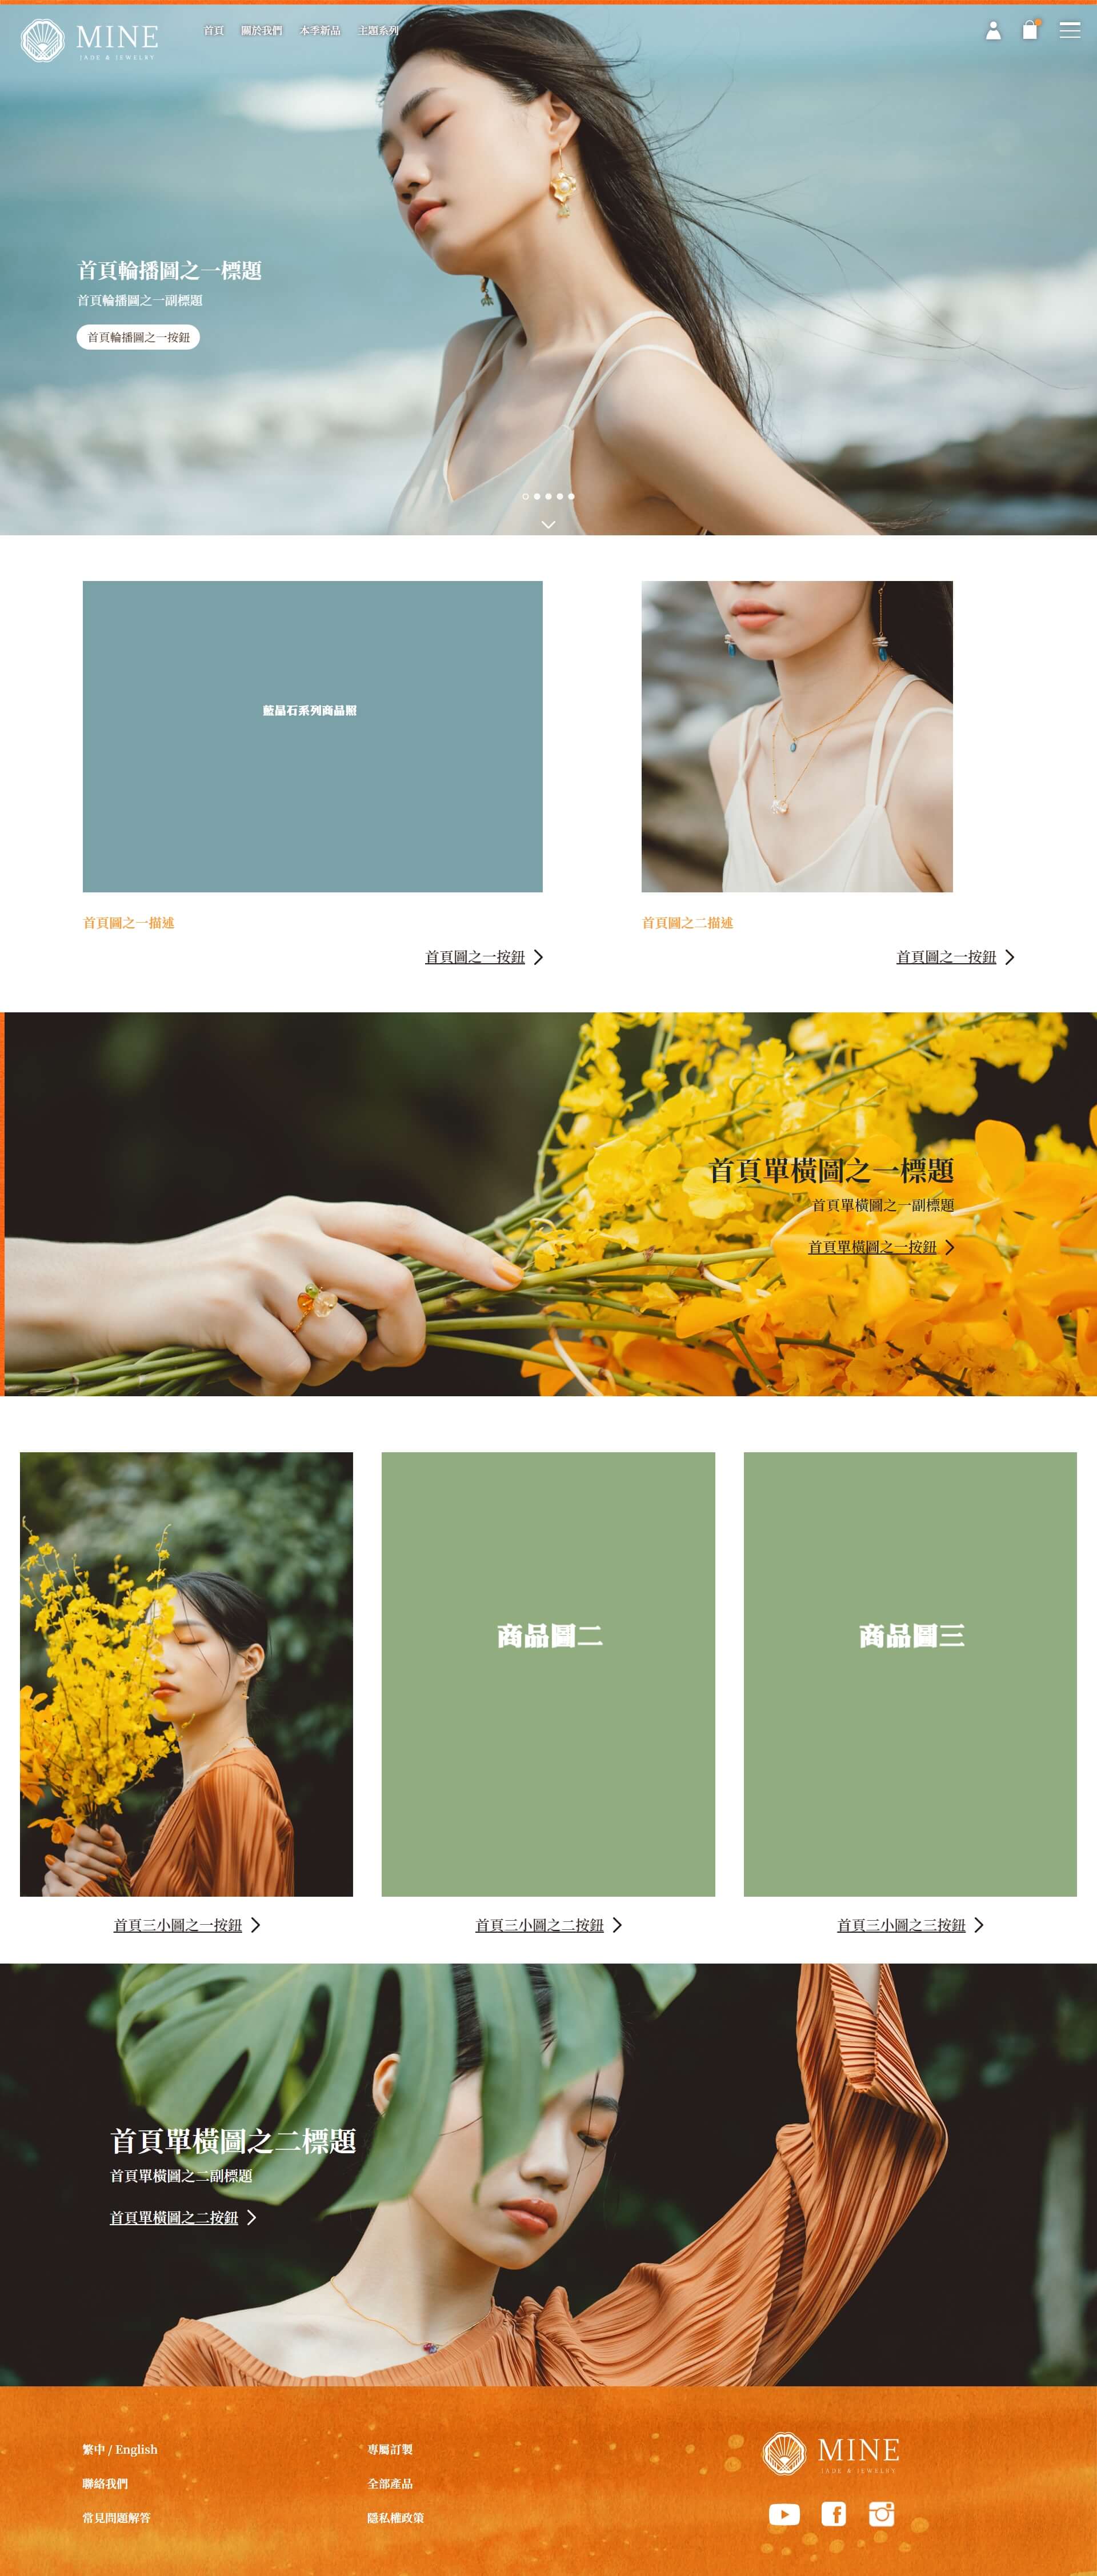 MINE
JADE & JEWELRY
首頁 關於我們 本季新品 主題系列
首頁輪播圖之一標題
首頁輪播圖之一副標題
首頁輪播圖之一按鈕
藍晶石系列商品照
首頁圖之一描述
首頁圖之一按鈕
首頁圖之二描述
首頁圖之一按鈕
首頁單橫圖之一標題
首頁單橫圖之一副標題
首頁單橫圖之一按鈕
商品圖二
商品圖三
首頁三小圖之一按鈕
首頁三小圖之二按鈕
首頁三小圖之三按鈕
首頁單橫圖之二標題
首頁單橫圖之二副標題
首頁單橫圖之二按鈕
繁中 / English
聯絡我們
常見問題解答
專屬訂製
全部產品
隱私權政策
MINE
JADE & JEWELRY